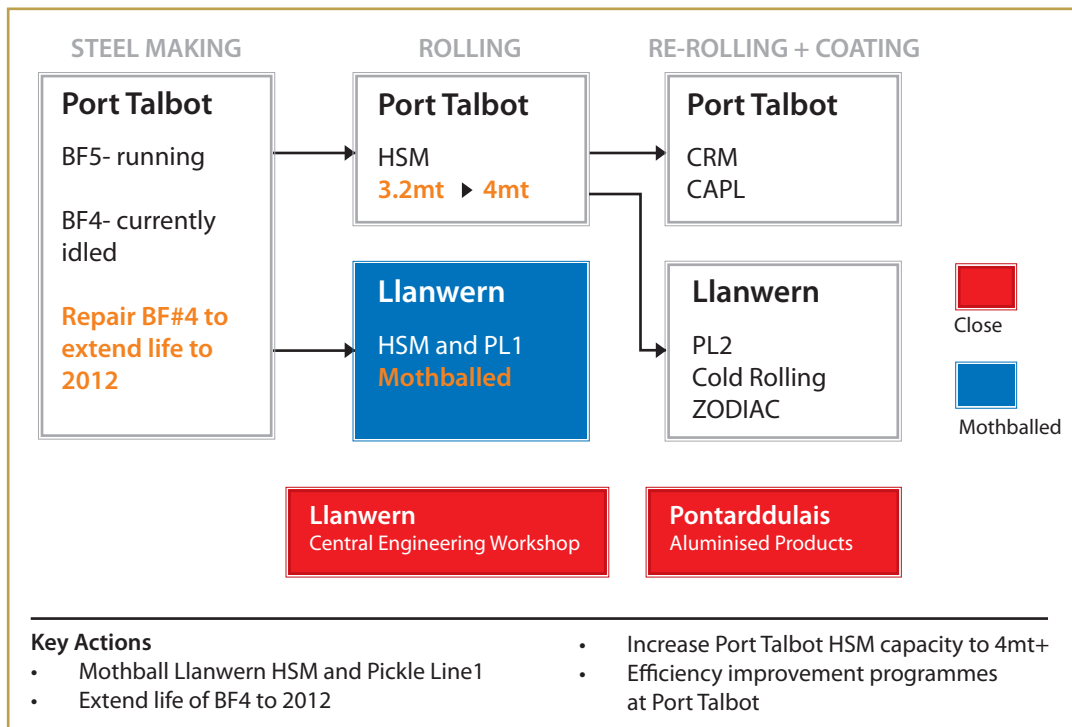 STEEL MAKING
ROLLING
RE-ROLLING + COATING
Port Talbot
BF5- running
BF4- currently
idled
Repair BF#4 to
extend life to
2012
Port Talbot
HSM
3.2mt ▶ 4mt
Port Talbot
CRM
CAPL
Llanwern
HSM and PL1
Mothballed
Llanwern
PL2
Cold Rolling
ZODIAC
Close
Mothballed
Llanwern
Central Engineering Workshop
Pontarddulais
Aluminised Products
Key Actions
• Mothball Llanwern HSM and Pickle Line1
• Extend life of BF4 to 2012
• Increase Port Talbot HSM capacity to 4mt+
• Efficiency improvement programmes
at Port Talbot